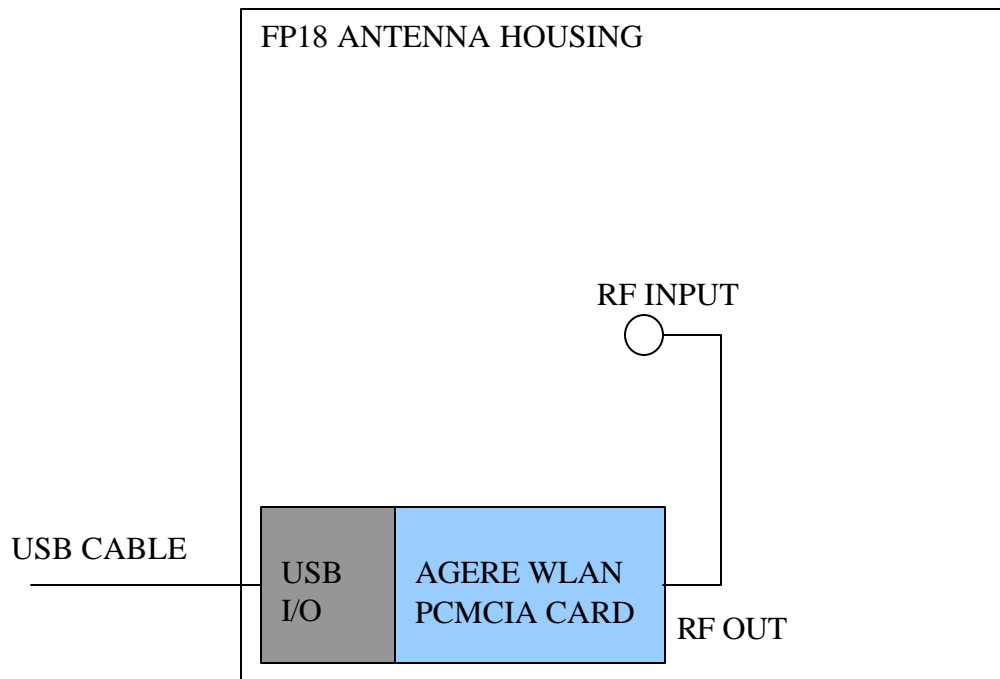 FP18 ANTENNA HOUSING
RF INPUT
USB CABLE
USB
I/O
AGERE WLAN
PCMCIA CARD
RF OUT